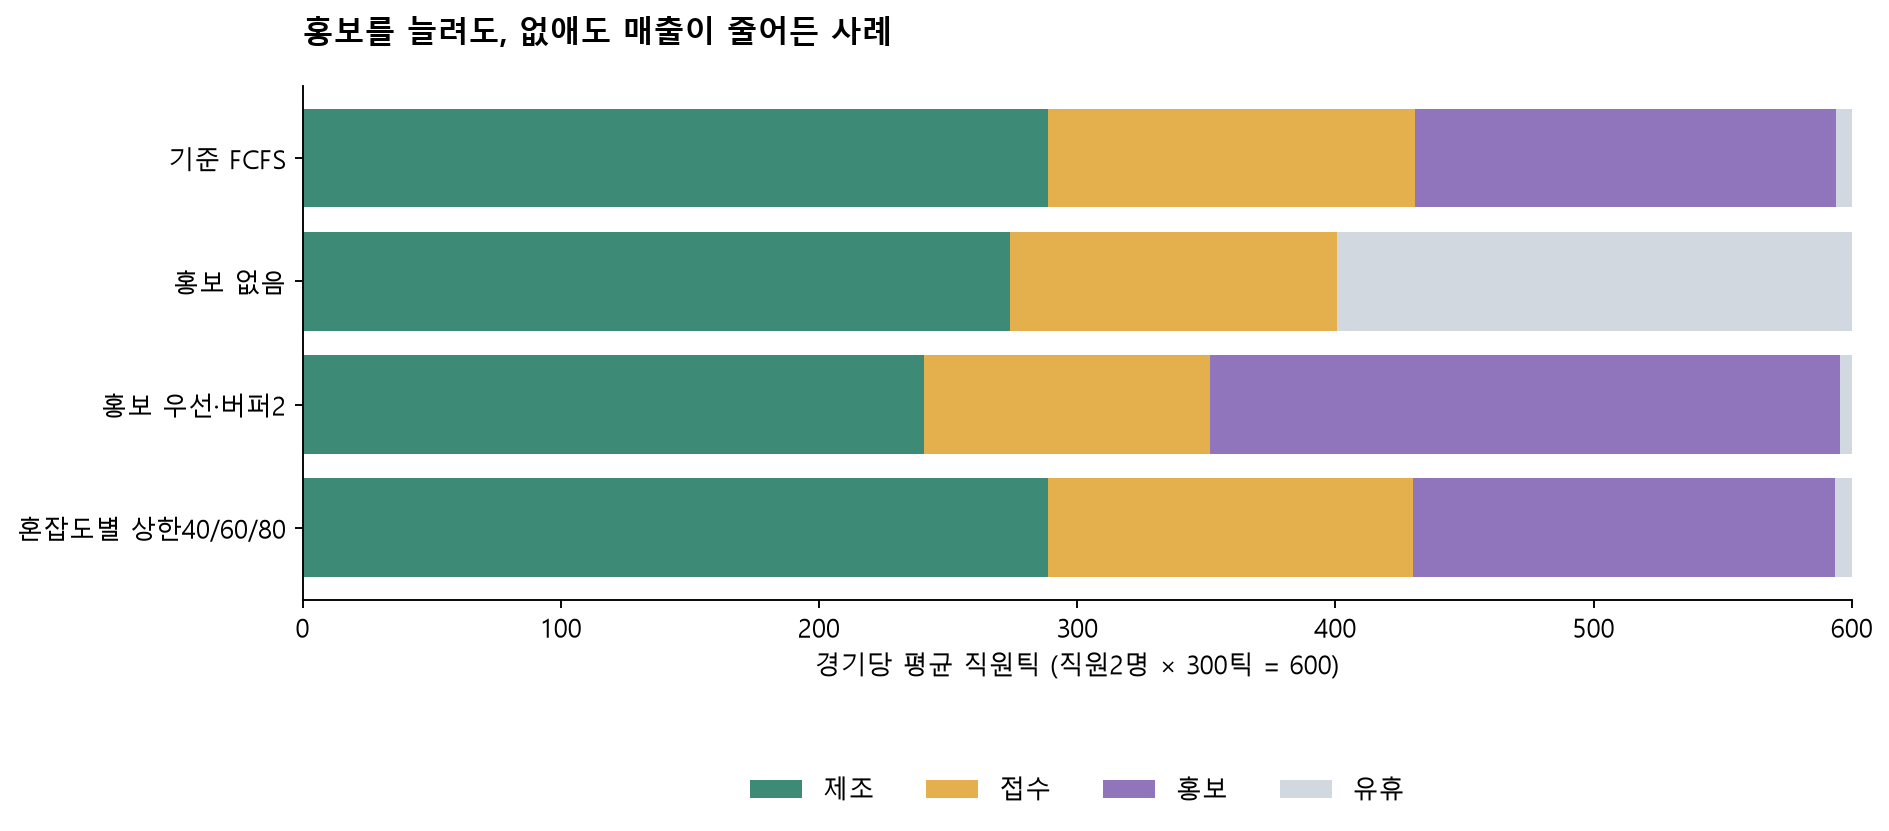 홍보를 늘려도, 없애도 매출이 줄어든 사례
기준 FCFS
홍보 없음
홍보 우선·버퍼2
혼잡도별 상한40/60/80
0 100 200 300 400 500 600
경기당 평균 직원틱 (직원2명 × 300틱 = 600)
제조 접수 홍보 유휴